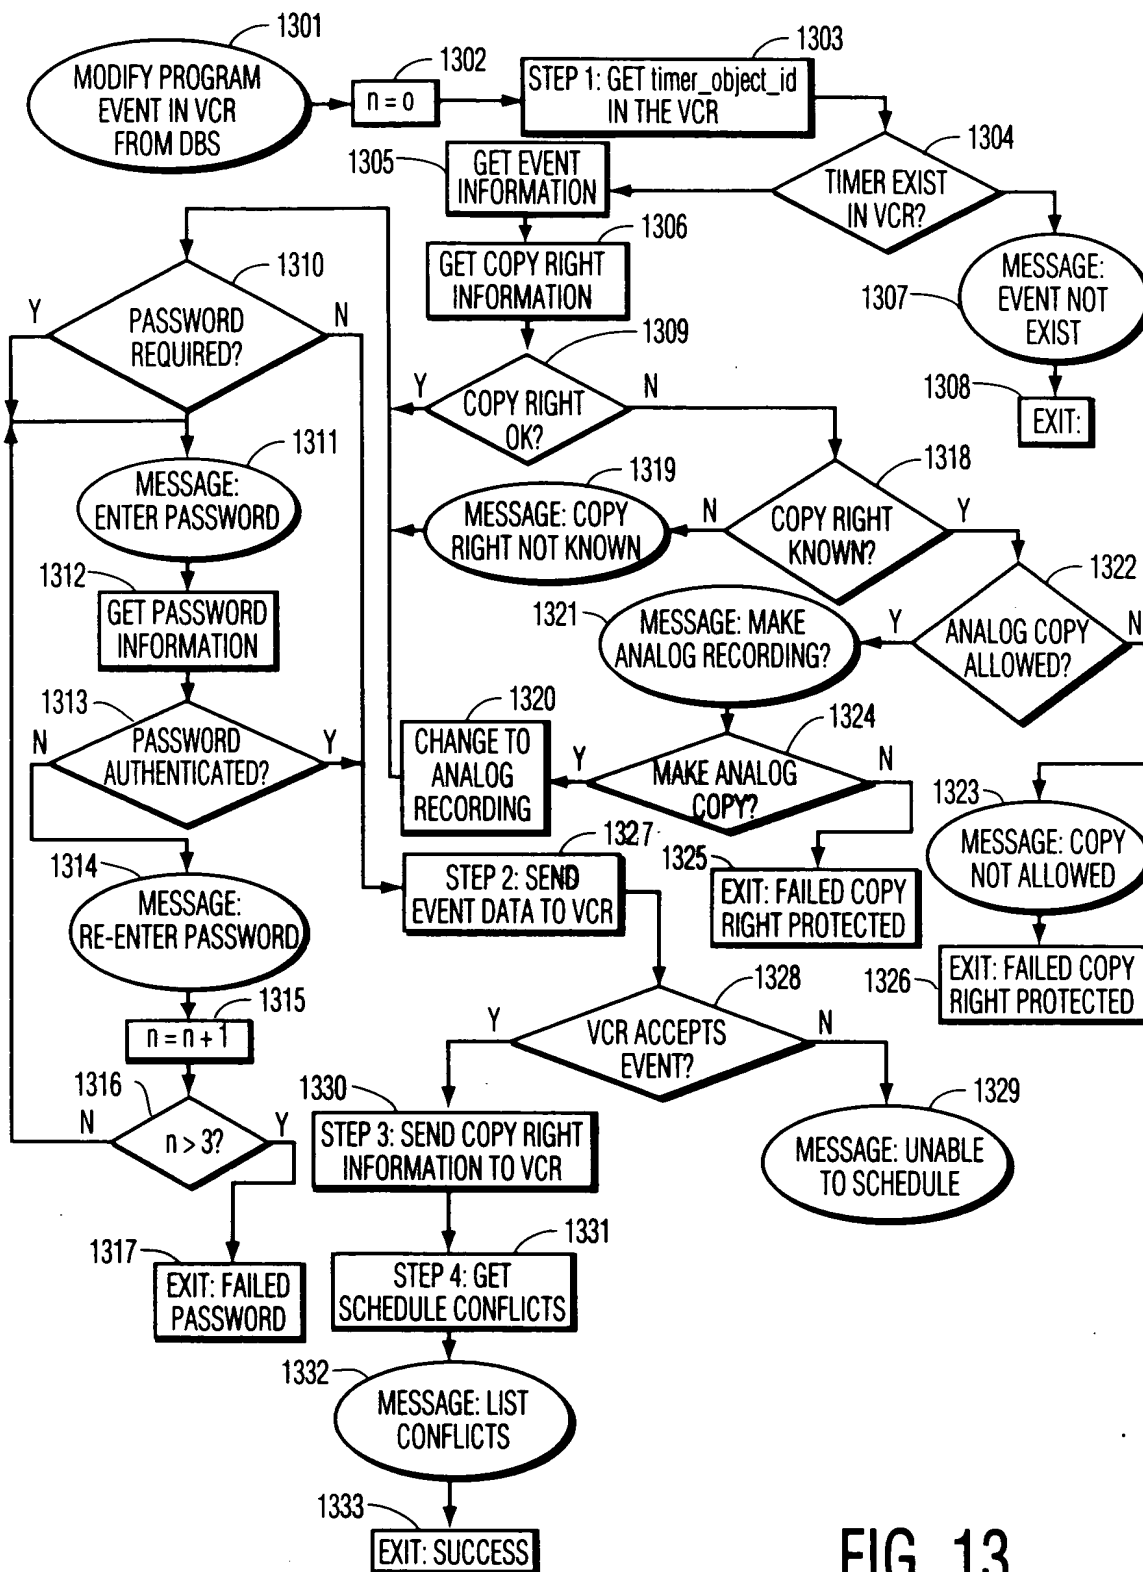 1301
MODIFY PROGRAM
EVENT IN VCR
FROM DBS
1302
n = o
1303
STEP 1: GET timer_object_id
IN THE VCR
1304
TIMER EXIST
IN VCR?
1305
GET EVENT
INFORMATION
1306
GET COPY RIGHT
INFORMATION
1307
MESSAGE:
EVENT NOT
EXIST
1308
EXIT:
1309
Y
COPY RIGHT
OK?
N
1310
Y
PASSWORD
REQUIRED?
N
1311
MESSAGE:
ENTER PASSWORD
1312
GET PASSWORD
INFORMATION
1313
N
PASSWORD
AUTHENTICATED?
Y
1314
MESSAGE:
RE-ENTER PASSWORD
1315
n = n + 1
1316
N
n > 3?
Y
1317
EXIT: FAILED
PASSWORD
1318
N
COPY RIGHT
KNOWN?
Y
1319
MESSAGE: COPY
RIGHT NOT KNOWN
1322
Y
ANALOG COPY
ALLOWED?
N
1321
MESSAGE: MAKE
ANALOG RECORDING?
1320
CHANGE TO
ANALOG
RECORDING
1324
Y
MAKE ANALOG
COPY?
N
1323
MESSAGE: COPY
NOT ALLOWED
1325
EXIT: FAILED COPY
RIGHT PROTECTED
1326
EXIT: FAILED COPY
RIGHT PROTECTED
1327
STEP 2: SEND
EVENT DATA TO VCR
1328
Y
VCR ACCEPTS
EVENT?
N
1329
MESSAGE: UNABLE
TO SCHEDULE
1330
STEP 3: SEND COPY RIGHT
INFORMATION TO VCR
1331
STEP 4: GET
SCHEDULE CONFLICTS
1332
MESSAGE: LIST
CONFLICTS
1333
EXIT: SUCCESS
FIG. 13